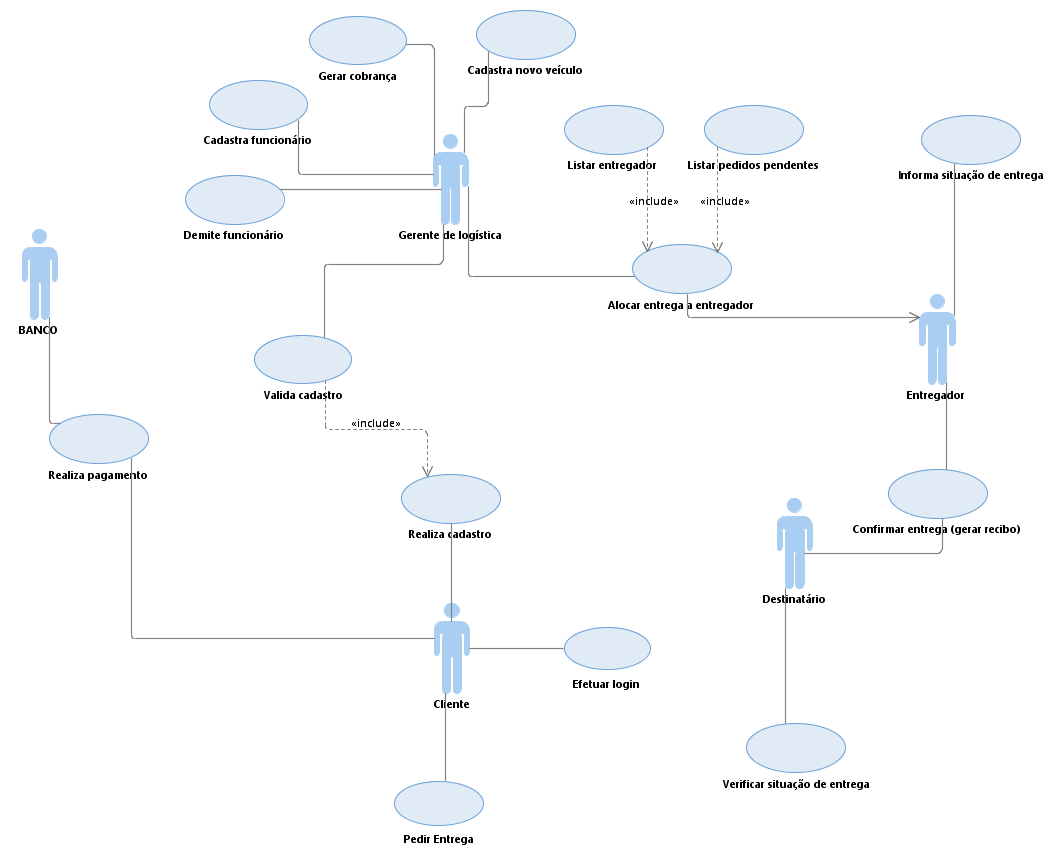 Gerar cobrança
Cadastra novo veículo
Cadastra funcionário
Listar entregador
Listar pedidos pendentes
Informa situação de entrega
«include»
«include»
Demite funcionário
Gerente de logística
Alocar entrega a entregador
BANCO
Valida cadastro
Entregador
«include»
Realiza pagamento
Realiza cadastro
Confirmar entrega (gerar recibo)
Destinatário
Efetuar login
Cliente
Verificar situação de entrega
Pedir Entrega